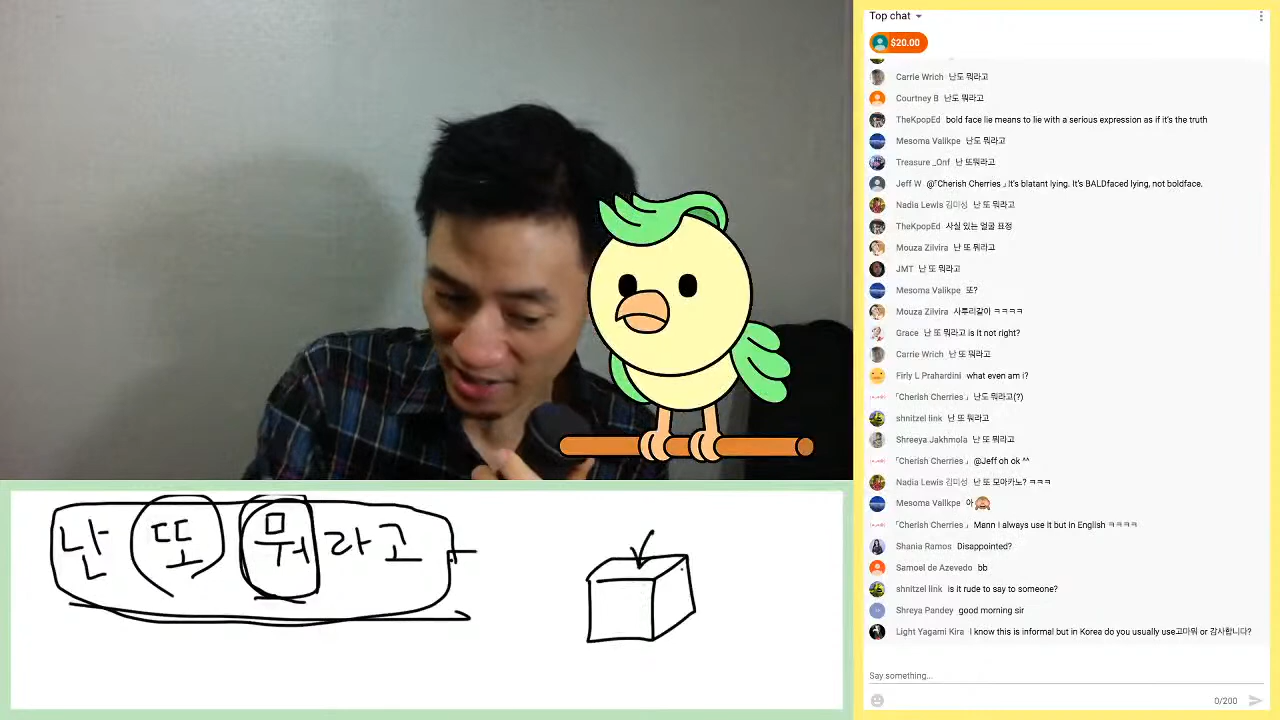 난 또 뭐라고
Top chat
$20.00
Carrie Wrich 난도 뭐라고
Courtney B 난도 뭐라고
TheKpopEd bold face lie means to lie with a serious expression as if it's the truth
Mesoma Valikpe 난도 뭐라고
Treasure _Onf 난 또뭐라고
Jeff W @「Cherish Cherries 」 It's blatant lying. It's BALDfaced lying, not boldface.
Nadia Lewis 김미성 난 또 뭐라고
TheKpopEd 사실 있는 얼굴 표정
Mouza Zilvira 난 또 뭐라고
JMT 난 또 뭐라고
Mesoma Valikpe 또?
Mouza Zilvira 사투리같이 ㅋㅋㅋㅋ
Grace 난 또 뭐라고 is it not right?
Carrie Wrich 난 또 뭐라고
Firly L Prahardini what even am i?
「Cherish Cherries 」 난도 뭐라고(?)
shnitzel link 난 또 뭐라고
Shreeya Jakhmola 난 또 뭐라고
「Cherish Cherries 」 @Jeff oh ok ^^
Nadia Lewis 김미성 난 또 모아카노? ㅋㅋㅋ
Mesoma Valikpe 아
「Cherish Cherries 」 Mann I always use it but in English ㅋㅋㅋㅋ
Shania Ramos Disappointed?
Samoel de Azevedo bb
shnitzel link is it rude to say to someone?
Shreya Pandey good morning sir
Light Yagami Kira I know this is informal but in Korea do you usually use고마워 or 감사합니다?
Say something...
0/200